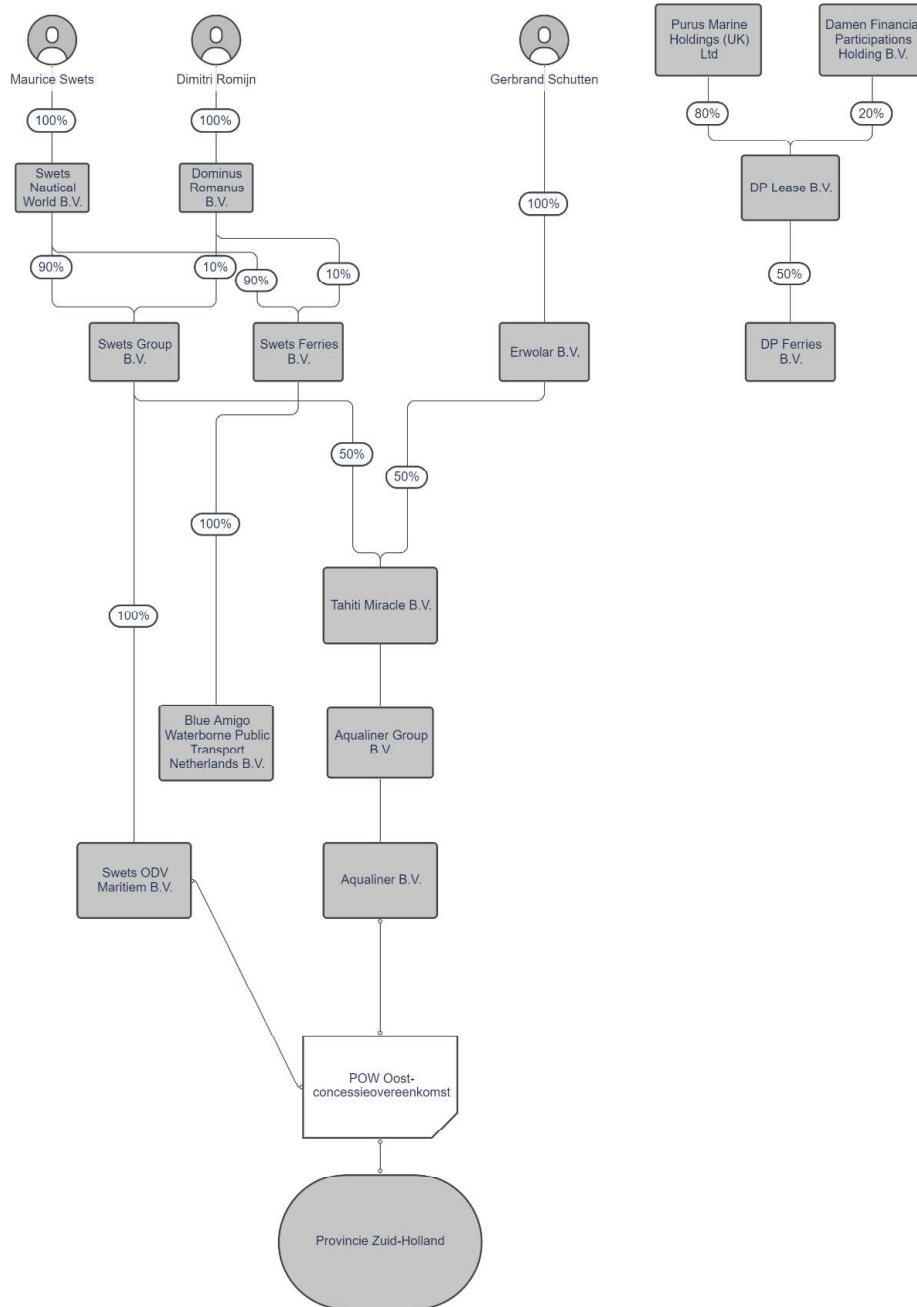 Purus Marine
Holdings (UK)
Ltd
Damen Financial
Participations
Holding B.V.
Maurice Swets
Dimitri Romijn
Gerbrand Schutten
100%
100%
80%
20%
Swets
Nautical
World B.V.
Dominus
Romanus
B.V.
DP Lease B.V.
100%
90%
10%
90%
10%
50%
Swets Group
B.V.
Swets Ferries
B.V.
Erwolar B.V.
DP Ferries
B.V.
50%
50%
100%
100%
Tahiti Miracle B.V.
Blue Amigo
Waterborne Public
Transport
Netherlands B.V.
Aqualiner Group
B.V.
Swets ODV
Maritiem B.V.
Aqualiner B.V.
POW Oost-
concessieovereenkomst
Provincie Zuid-Holland